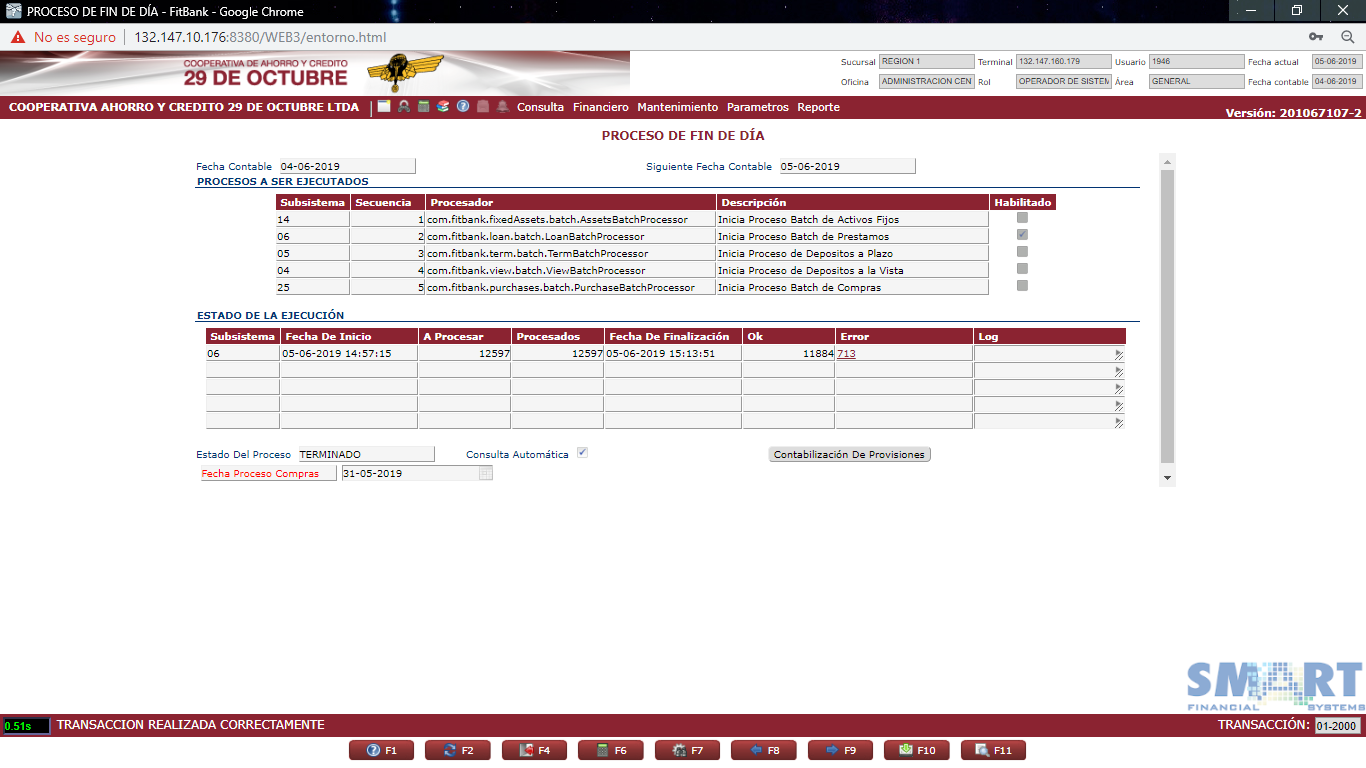 PROCESO DE FIN DE DÍA - FitBank - Google Chrome
No es seguro | 132.147.10.176:8380/WEB3/entorno.html
COOPERATIVA DE AHORRO Y CREDITO
29 DE OCTUBRE
Sucursal REGION 1 Terminal 132.147.160.179 Usuario 1946 Fecha actual 05-06-2019
Oficina ADMINISTRACION CEN Rol OPERADOR DE SISTEM Área GENERAL Fecha contable 04-06-2019
COOPERATIVA AHORRO Y CREDITO 29 DE OCTUBRE LTDA Consulta Financiero Mantenimiento Parametros Reporte
Versión: 201067107-2
PROCESO DE FIN DE DÍA
Fecha Contable 04-06-2019 Siguiente Fecha Contable 05-06-2019
PROCESOS A SER EJECUTADOS
Subsistema Secuencia Procesador Descripción Habilitado
14 1 com.fitbank.fixedAssets.batch.AssetsBatchProcessor Inicia Proceso Batch de Activos Fijos
06 2 com.fitbank.loan.batch.LoanBatchProcessor Inicia Proceso Batch de Prestamos
05 3 com.fitbank.term.batch.TermBatchProcessor Inicia Proceso de Depositos a Plazo
04 4 com.fitbank.view.batch.ViewBatchProcessor Inicia Proceso de Depositos a la Vista
25 5 com.fitbank.purchases.batch.PurchaseBatchProcessor Inicia Proceso Batch de Compras
ESTADO DE LA EJECUCIÓN
Subsistema Fecha De Inicio A Procesar Procesados Fecha De Finalización Ok Error Log
06 05-06-2019 14:57:15 12597 12597 05-06-2019 15:13:51 11884 713
Estado Del Proceso TERMINADO Consulta Automática Contabilización De Provisiones
Fecha Proceso Compras 31-05-2019
SMART
FINANCIAL SYSTEMS
0.51s TRANSACCION REALIZADA CORRECTAMENTE TRANSACCIÓN: 01-2000
F1 F2 F4 F6 F7 F8 F9 F10 F11